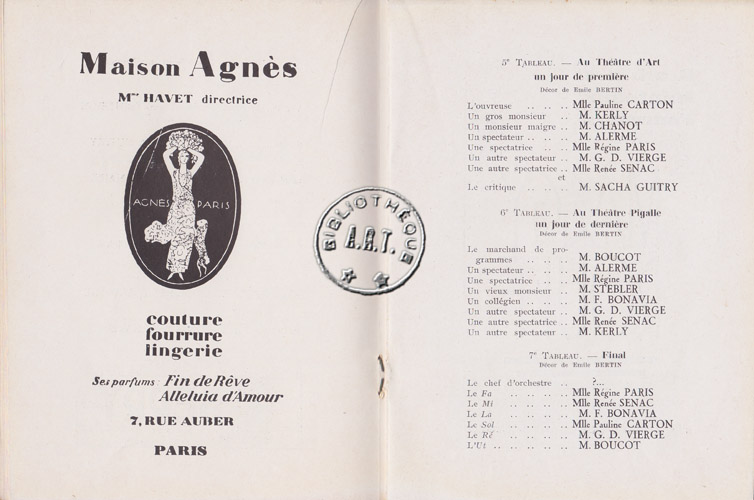 Maison Agnès
Mme HAVET directrice
AGNÈS PARIS
couture
fourrure
lingerie
Ses parfums Fin de Rêve
Alleluia d'Amour
7, RUE AUBER
PARIS
BIBLIOTHÈQUE
A.R.T.
5e TABLEAU. — Au Théâtre d'Art
un jour de première
Décor de Emile BERTIN
L'ouvreuse .. .. .. Mlle Pauline CARTON
Un gros monsieur .. M. KERLY
Un monsieur maigre .. M. CHANOT
Un spectateur .. .. M. ALERME
Une spectatrice .. Mlle Régine PARIS
Un autre spectateur .. M. G. D. VIERGE
Une autre spectatrice .. Mlle Renée SENAC
et
Le critique .. .. .. M. SACHA GUITRY
6e TABLEAU. — Au Théâtre Pigalle
un jour de dernière
Décor de Emile BERTIN
Le marchand de pro-
grammes .. .. .. M. BOUCOT
Un spectateur .. .. M. ALERME
Une spectatrice .. Mlle Régine PARIS
Un vieux monsieur .. M. STEBLER
Un collégien .. .. M. F. BONAVIA
Un autre spectateur .. M. G. D. VIERGE
Une autre spectatrice .. Mlle Renée SENAC
Un spectateur .. .. M. KERLY
7e TABLEAU. — Final
Décor de Emile BERTIN
Le chef d'orchestre .. ?...
Le Fa .. .. .. .. Mlle Régine PARIS
Le Mi .. .. .. .. Mlle Renée SENAC
Le La .. .. .. .. M. F. BONAVIA
Le Sol .. .. .. .. Mlle Pauline CARTON
Le Ré .. .. .. .. M. G. D. VIERGE
L'Ut .. .. .. .. M. BOUCOT